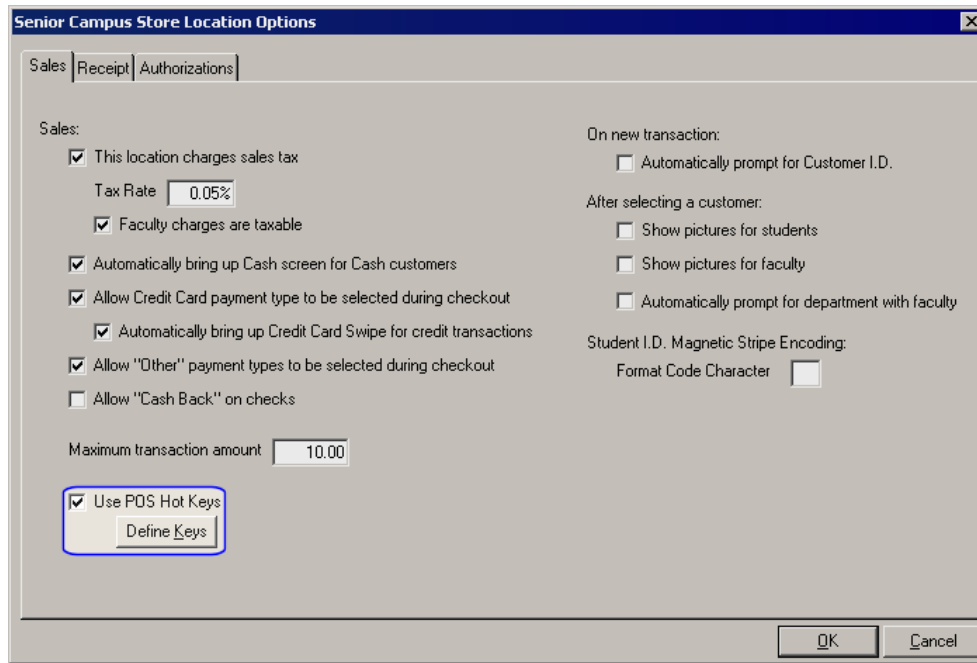 Senior Campus Store Location Options
Sales Receipt Authorizations
Sales:
This location charges sales tax
Tax Rate 0.05%
Faculty charges are taxable
Automatically bring up Cash screen for Cash customers
Allow Credit Card payment type to be selected during checkout
Automatically bring up Credit Card Swipe for credit transactions
Allow "Other" payment types to be selected during checkout
Allow "Cash Back" on checks
Maximum transaction amount 10.00
Use POS Hot Keys
Define Keys
On new transaction:
Automatically prompt for Customer I.D.
After selecting a customer:
Show pictures for students
Show pictures for faculty
Automatically prompt for department with faculty
Student I.D. Magnetic Stripe Encoding:
Format Code Character
OK Cancel